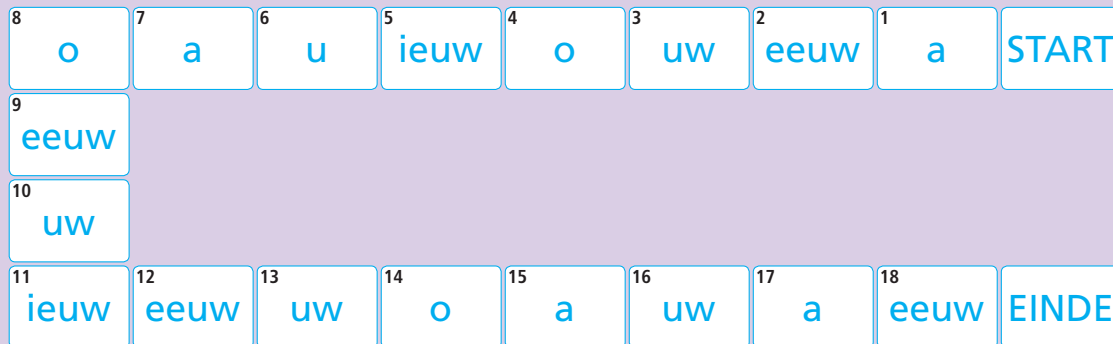 8 o 7 a 6 u 5 ieuw 4 o 3 uw 2 eeuw 1 a START
9 eeuw
10 uw
11 ieuw 12 eeuw 13 uw 14 o 15 a 16 uw 17 a 18 eeuw EINDE